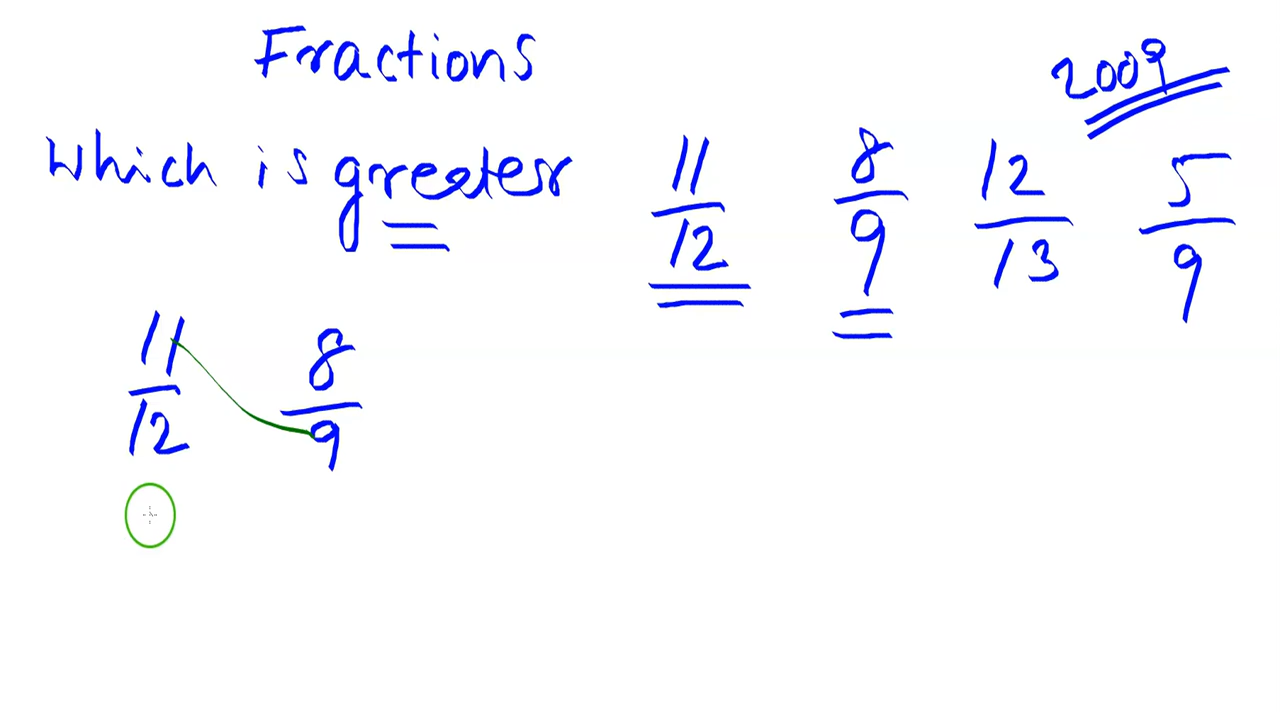 Fractions
2009
Which is greater 11/12 8/9 12/13 5/9
11/12 8/9